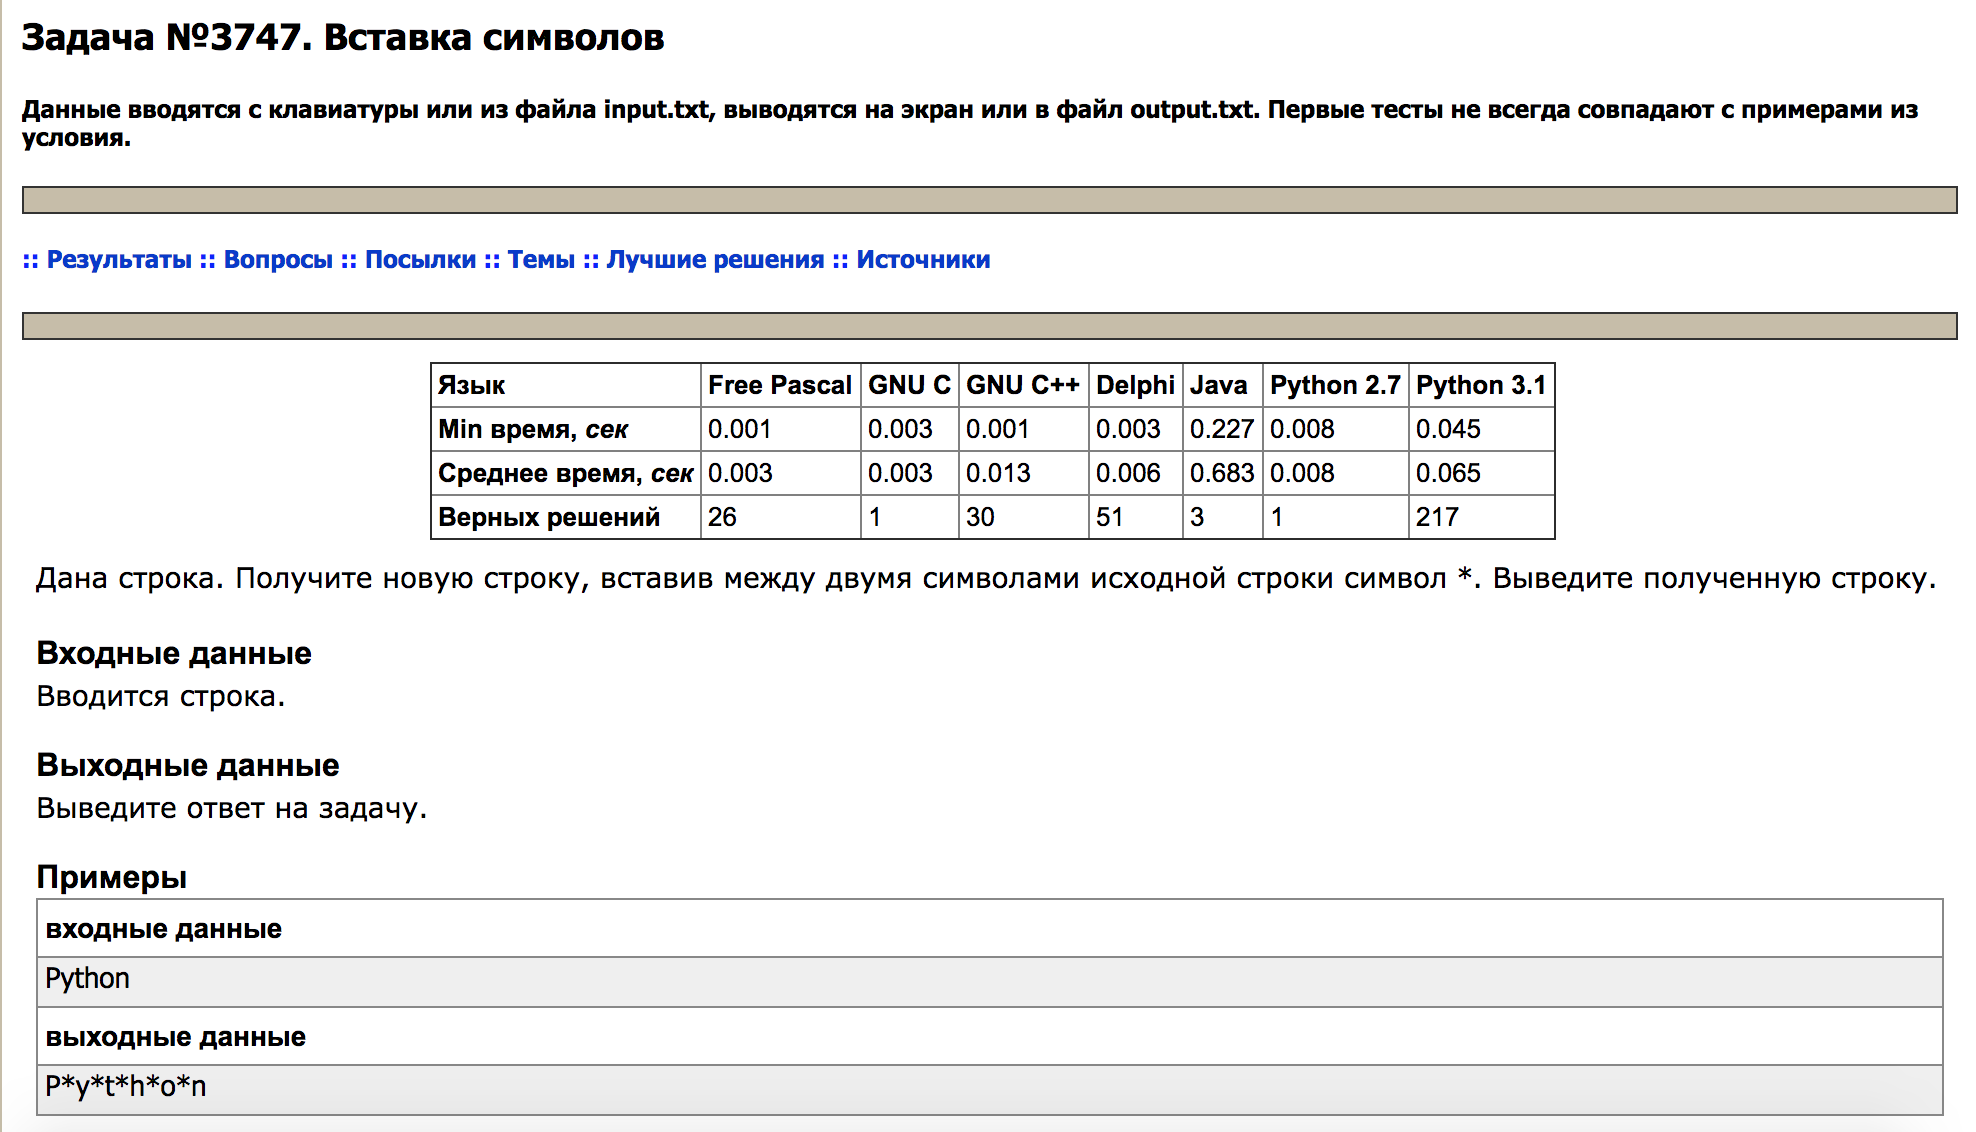 Задача №3747. Вставка символов
Данные вводятся с клавиатуры или из файла input.txt, выводятся на экран или в файл output.txt. Первые тесты не всегда совпадают с примерами из
условия.
:: Результаты :: Вопросы :: Посылки :: Темы :: Лучшие решения :: Источники
Язык Free Pascal GNU C GNU C++ Delphi Java Python 2.7 Python 3.1
Min время, сек 0.001 0.003 0.001 0.003 0.227 0.008 0.045
Среднее время, сек 0.003 0.003 0.013 0.006 0.683 0.008 0.065
Верных решений 26 1 30 51 3 1 217
Дана строка. Получите новую строку, вставив между двумя символами исходной строки символ *. Выведите полученную строку.
Входные данные
Вводится строка.
Выходные данные
Выведите ответ на задачу.
Примеры
входные данные
Python
выходные данные
P*y*t*h*o*n